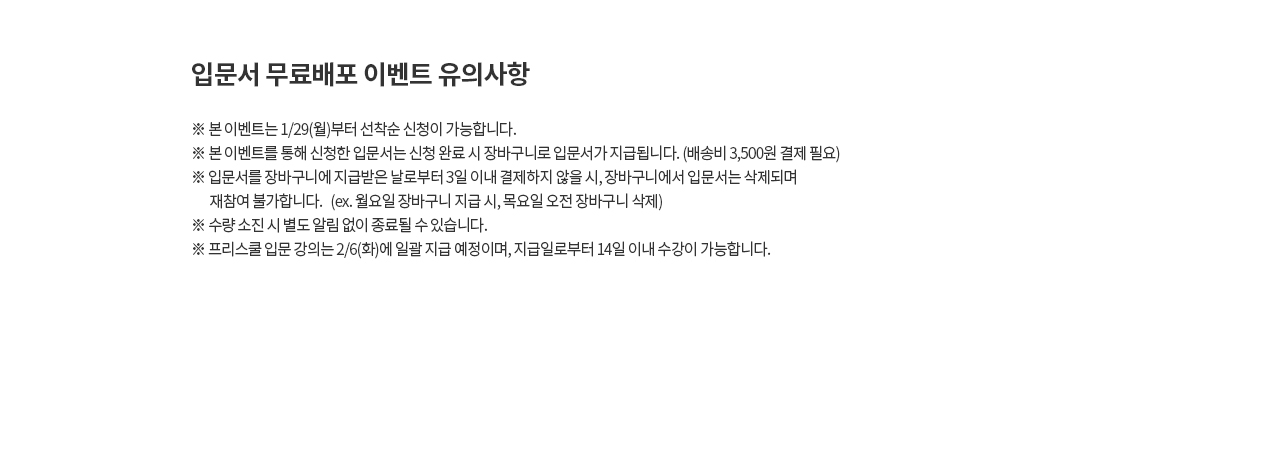 입문서 무료배포 이벤트 유의사항
※ 본 이벤트는 1/29(월)부터 선착순 신청이 가능합니다.
※ 본 이벤트를 통해 신청한 입문서는 신청 완료 시 장바구니로 입문서가 지급됩니다. (배송비 3,500원 결제 필요)
※ 입문서를 장바구니에 지급받은 날로부터 3일 이내 결제하지 않을 시, 장바구니에서 입문서는 삭제되며
재참여 불가합니다. (ex. 월요일 장바구니 지급 시, 목요일 오전 장바구니 삭제)
※ 수량 소진 시 별도 알림 없이 종료될 수 있습니다.
※ 프리스쿨 입문 강의는 2/6(화)에 일괄 지급 예정이며, 지급일로부터 14일 이내 수강이 가능합니다.